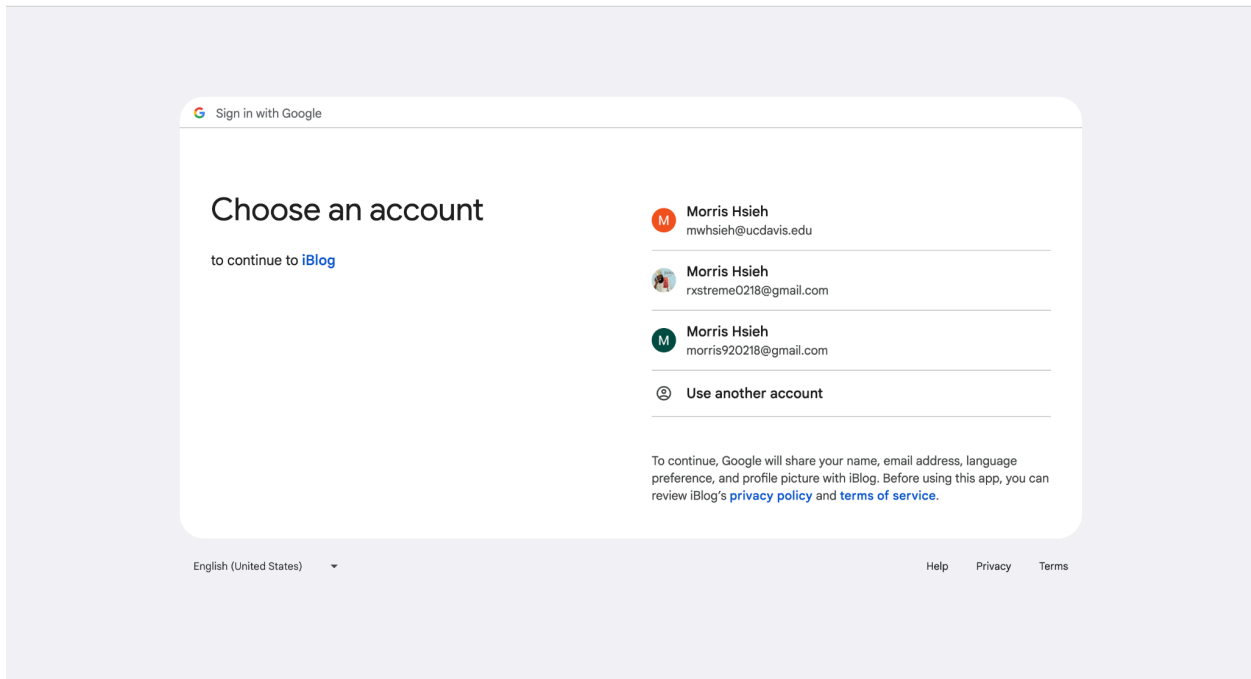 Sign in with Google
Choose an account
to continue to iBlog
M
Morris Hsieh
mwhsieh@ucdavis.edu
Morris Hsieh
rxstreme0218@gmail.com
M
Morris Hsieh
morris920218@gmail.com
Use another account
To continue, Google will share your name, email address, language
preference, and profile picture with iBlog. Before using this app, you can
review iBlog’s privacy policy and terms of service.
English (United States)
Help
Privacy
Terms